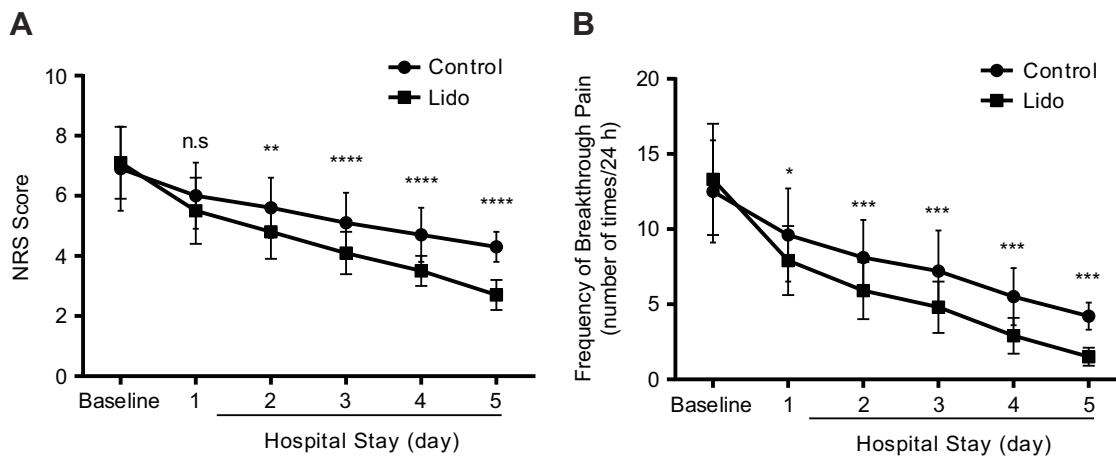 A
NRS Score
10
8
6
4
2
0
Control
Lido
n.s
**
****
****
****
Baseline
1
2
3
4
5
Hospital Stay (day)
B
Frequency of Breakthrough Pain
(number of times/24 h)
20
15
10
5
0
Control
Lido
*
***
***
***
***
Baseline
1
2
3
4
5
Hospital Stay (day)